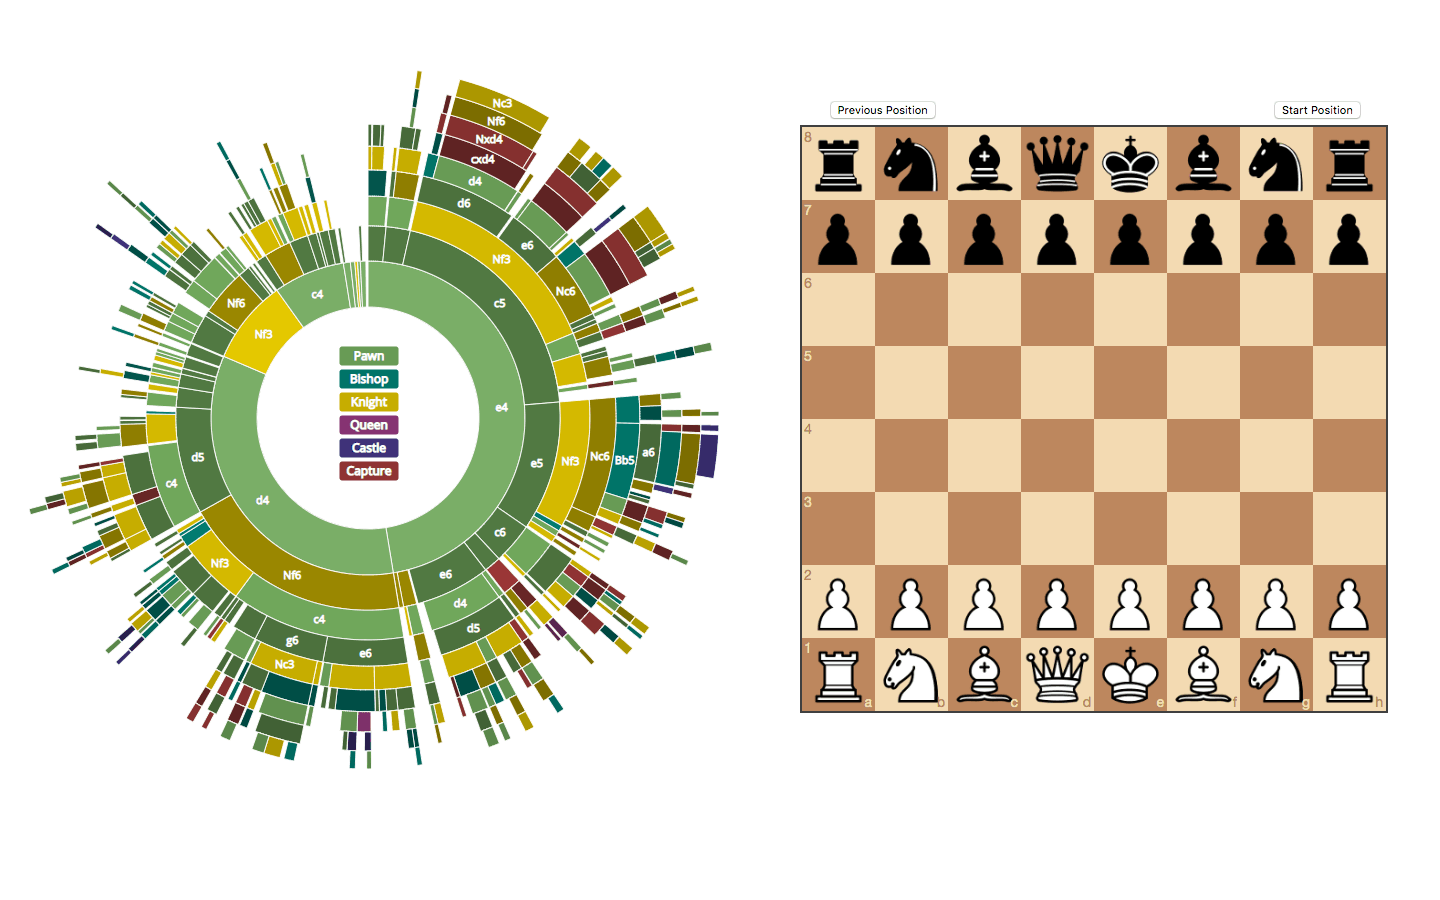 Nc3
Nf6
Nxd4
cxd4
d4
d6
e6
Nf3
Nc6
c5
c4
Nf6
Nf3
e4
e5
Nf3
Nc6
Bb5
a6
c6
e6
d4
d5
d4
d5
c4
Nf3
Nf6
c4
g6
e6
Nc3
Pawn
Bishop
Knight
Queen
Castle
Capture
Previous Position
Start Position
8
7
6
5
4
3
2
1
a b c d e f g h